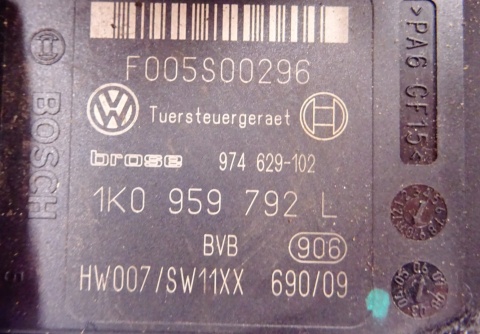 F005S00296
BOSCH
Tuersteuergeraet
brose 974 629-102
1K0 959 792 L
BVB 906
HW007/SW11XX 690/09
>PA6 GF15<